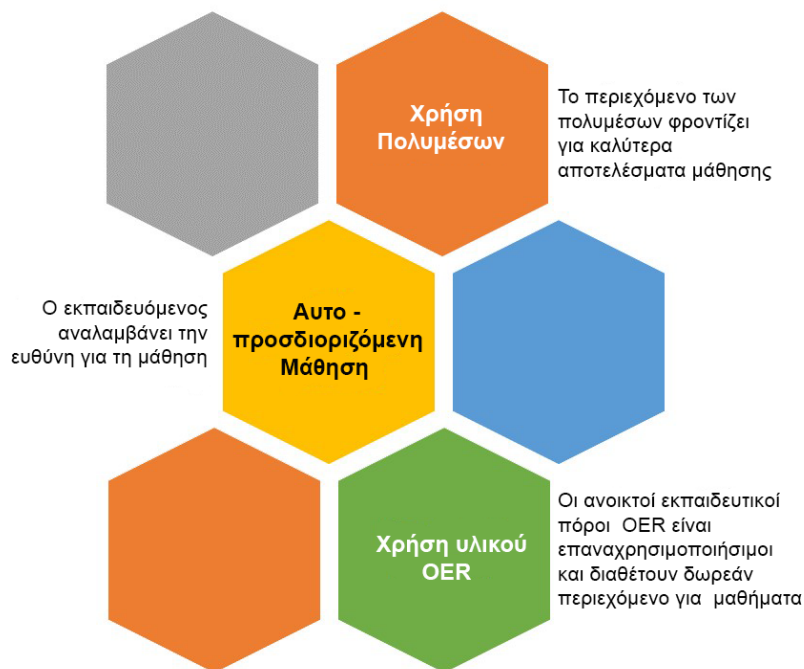 Χρήση
Πολυμέσων
Το περιεχόμενο των
πολυμέσων φροντίζει
για καλύτερα
αποτελέσματα μάθησης
Ο εκπαιδευόμενος
αναλαμβάνει την
ευθύνη για τη μάθηση
Αυτο -
προσδιοριζόμενη
Μάθηση
Χρήση υλικού
OER
Οι ανοικτοί εκπαιδευτικοί
πόροι OER είναι
επαναχρησιμοποιήσιμοι
και διαθέτουν δωρεάν
περιεχόμενο για μαθήματα